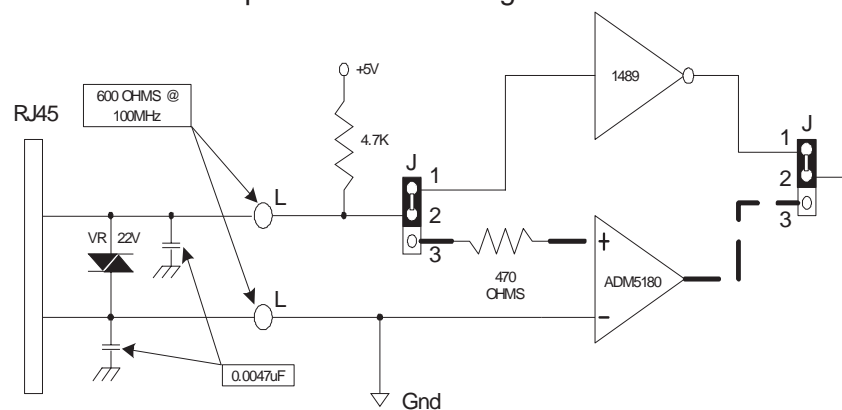 1489
+5V
600 OHMS @
100MHz
RJ45
4.7K
J
1
2
3
J
1
2
3
L
VR 22V
470
OHMS
+
-
ADM5180
L
0.0047uF
Gnd